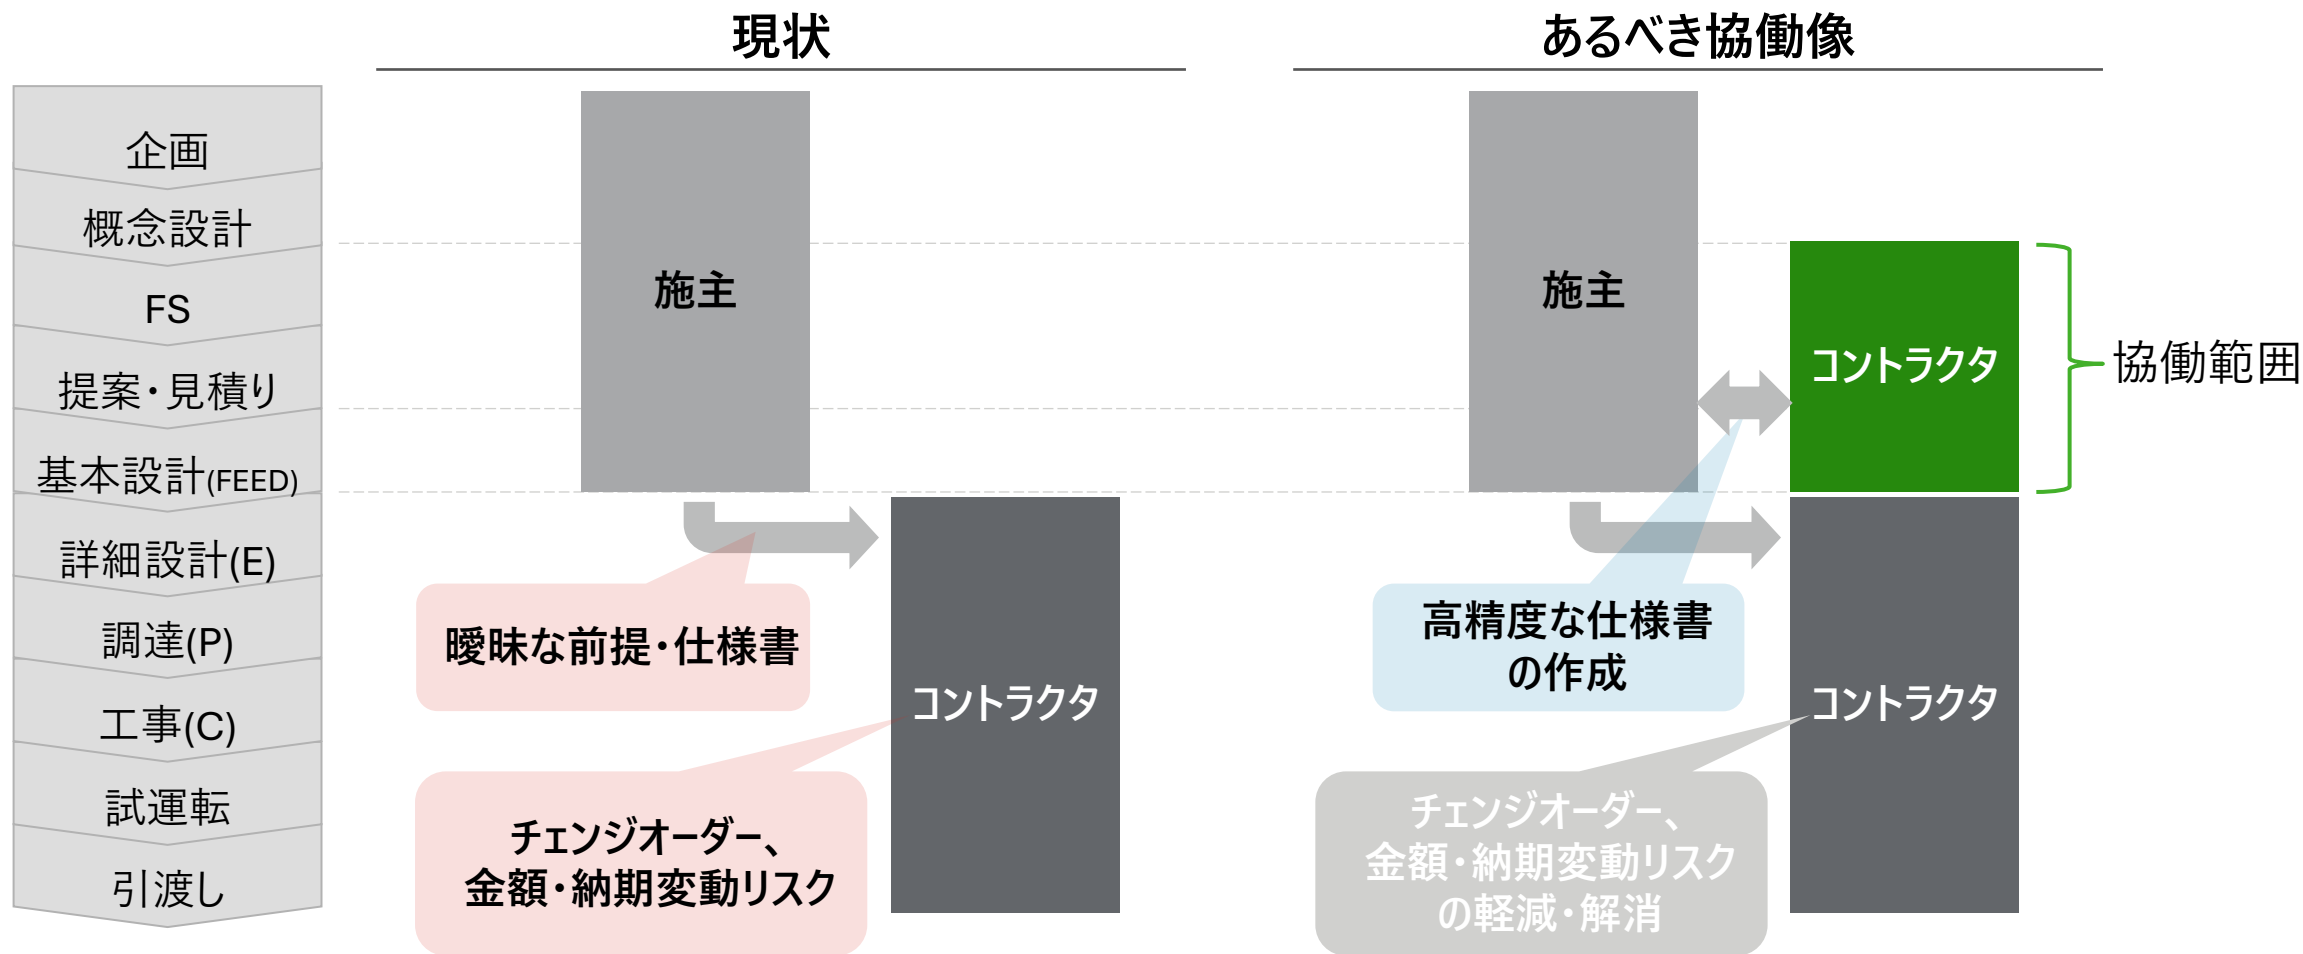 現状
あるべき協働像
企画
概念設計
FS
提案・見積り
基本設計(FEED)
詳細設計(E)
調達(P)
工事(C)
試運転
引渡し
施主
曖昧な前提・仕様書
コントラクタ
チェンジオーダー、
金額・納期変動リスク
施主
コントラクタ
協働範囲
高精度な仕様書
の作成
コントラクタ
チェンジオーダー、
金額・納期変動リスク
の軽減・解消